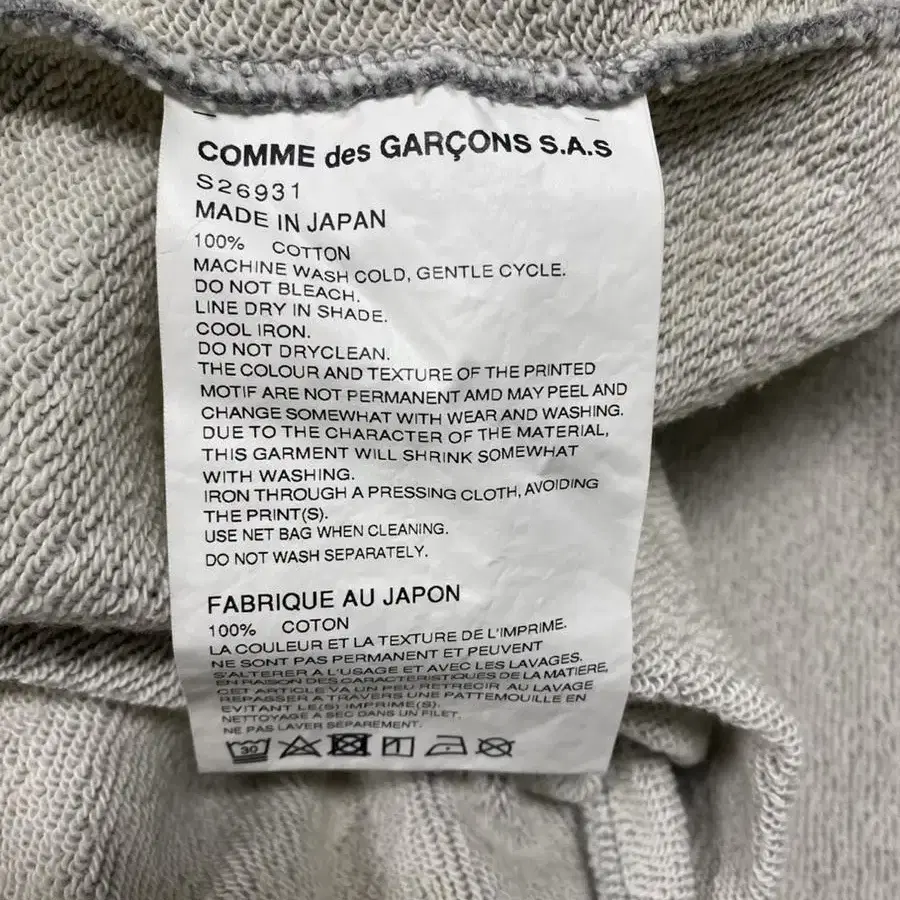 COMME des GARÇONS S.A.S
S26931
MADE IN JAPAN
100% COTTON
MACHINE WASH COLD, GENTLE CYCLE.
DO NOT BLEACH.
LINE DRY IN SHADE.
COOL IRON.
DO NOT DRYCLEAN.
THE COLOUR AND TEXTURE OF THE PRINTED
MOTIF ARE NOT PERMANENT AMD MAY PEEL AND
CHANGE SOMEWHAT WITH WEAR AND WASHING.
DUE TO THE CHARACTER OF THE MATERIAL,
THIS GARMENT WILL SHRINK SOMEWHAT
WITH WASHING.
IRON THROUGH A PRESSING CLOTH, AVOIDING
THE PRINT(S).
USE NET BAG WHEN CLEANING.
DO NOT WASH SEPARATELY.
FABRIQUE AU JAPON
100% COTON
LA COULEUR ET LA TEXTURE DE L'IMPRIME.
NE SONT PAS PERMANENT ET PEUVENT
S'ALTERER A L'USAGE ET AVEC LES LAVAGES.
EN RAISON DES CARACTERISTIQUES DE LA MATIERE,
CET ARTICLE VA UN PEU RETRECIR AU LAVAGE
REPASSER A TRAVERS UNE PATTEMOUILLE EN
EVITANT LE(S) IMPRIME(S).
NETTOYAGE A SEC DANS UN FILET.
NE PAS LAVER SEPAREMENT.
30